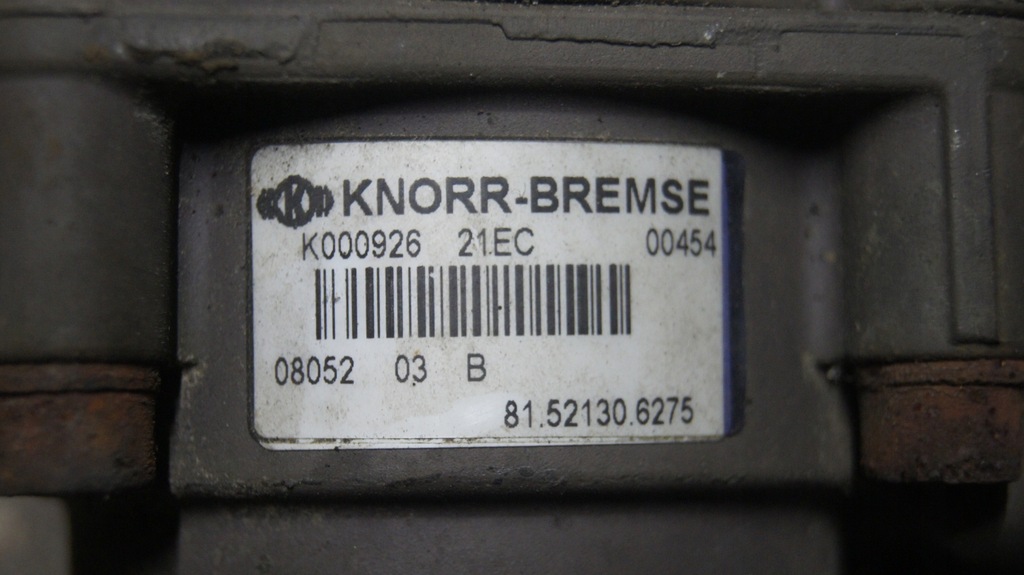 K KNORR-BREMSE
K000926 21EC 00454
08052 03 B
81.52130.6275